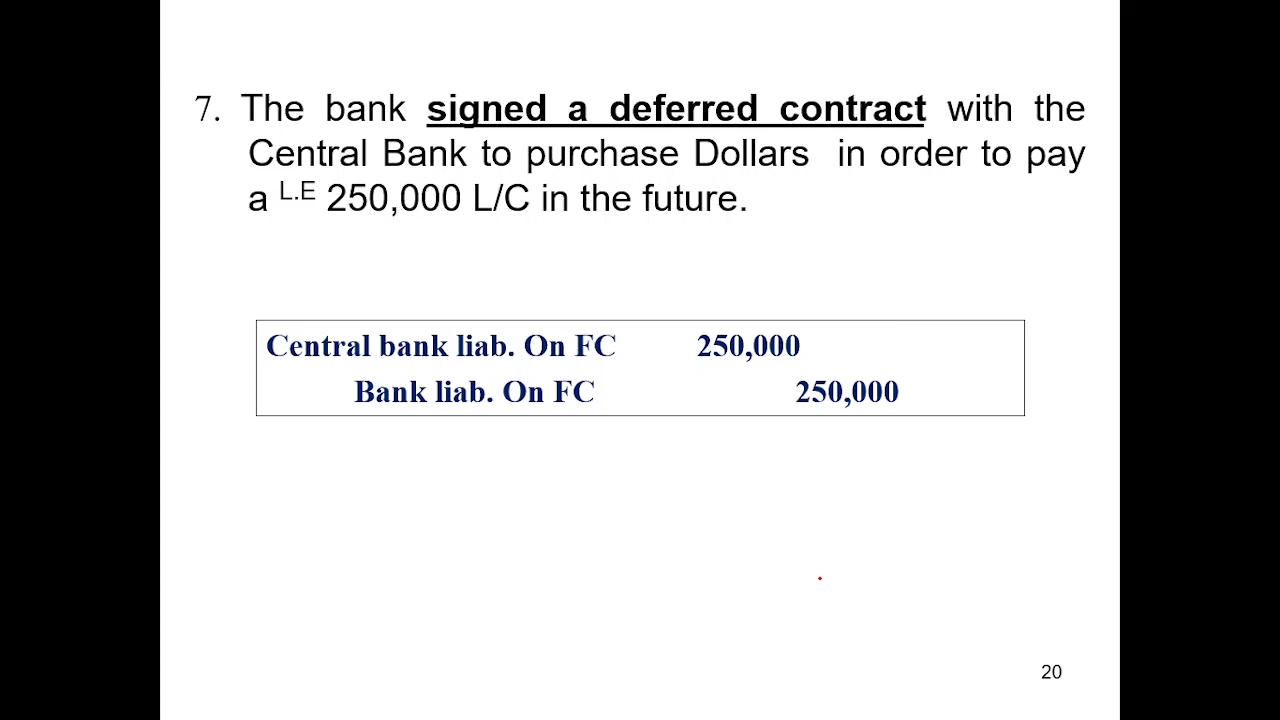 7. The bank signed a deferred contract with the
Central Bank to purchase Dollars in order to pay
a L.E 250,000 L/C in the future.
Central bank liab. On FC 250,000
Bank liab. On FC 250,000
20